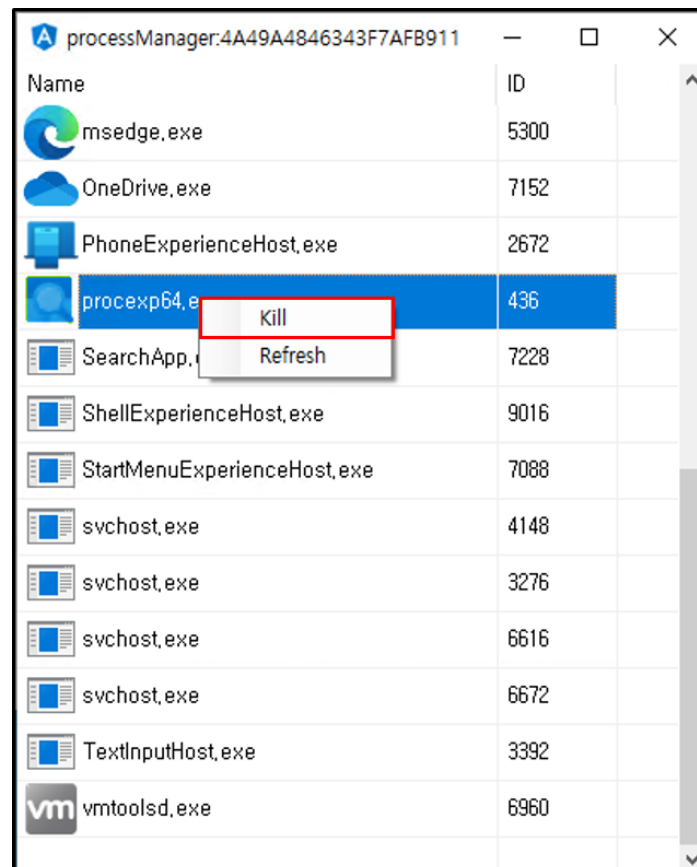 processManager:4A49A4846343F7AFB911
Name ID
msedge.exe 5300
OneDrive.exe 7152
PhoneExperienceHost.exe 2672
procexp64.e 436
Kill
Refresh
SearchApp. 7228
ShellExperienceHost.exe 9016
StartMenuExperienceHost.exe 7088
svchost.exe 4148
svchost.exe 3276
svchost.exe 6616
svchost.exe 6672
TextInputHost.exe 3392
vm vmtoolsd.exe 6960